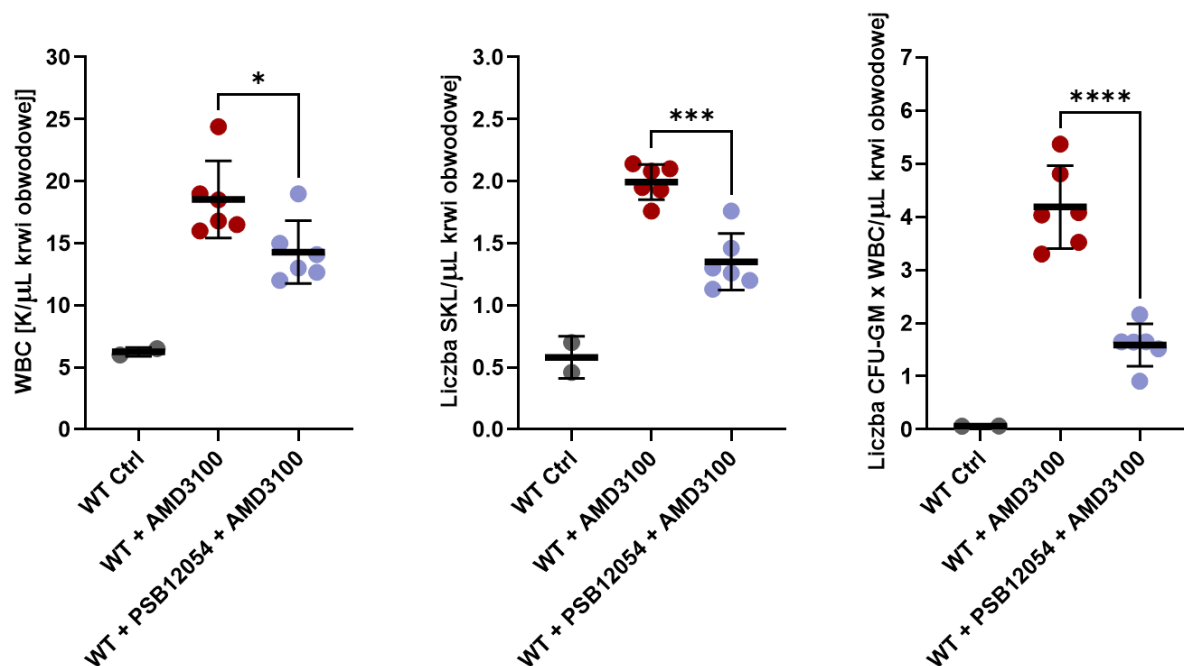 WBC [K/µL krwi obwodowej]
30
25
20
15
10
5
0
*
WT Ctrl
WT + AMD3100
WT + PSB12054 + AMD3100
Liczba SKL/µL krwi obwodowej
3.0
2.5
2.0
1.5
1.0
0.5
0.0
***
WT Ctrl
WT + AMD3100
WT + PSB12054 + AMD3100
Liczba CFU-GM x WBC/µL krwi obwodowej
7
6
5
4
3
2
1
0
****
WT Ctrl
WT + AMD3100
WT + PSB12054 + AMD3100